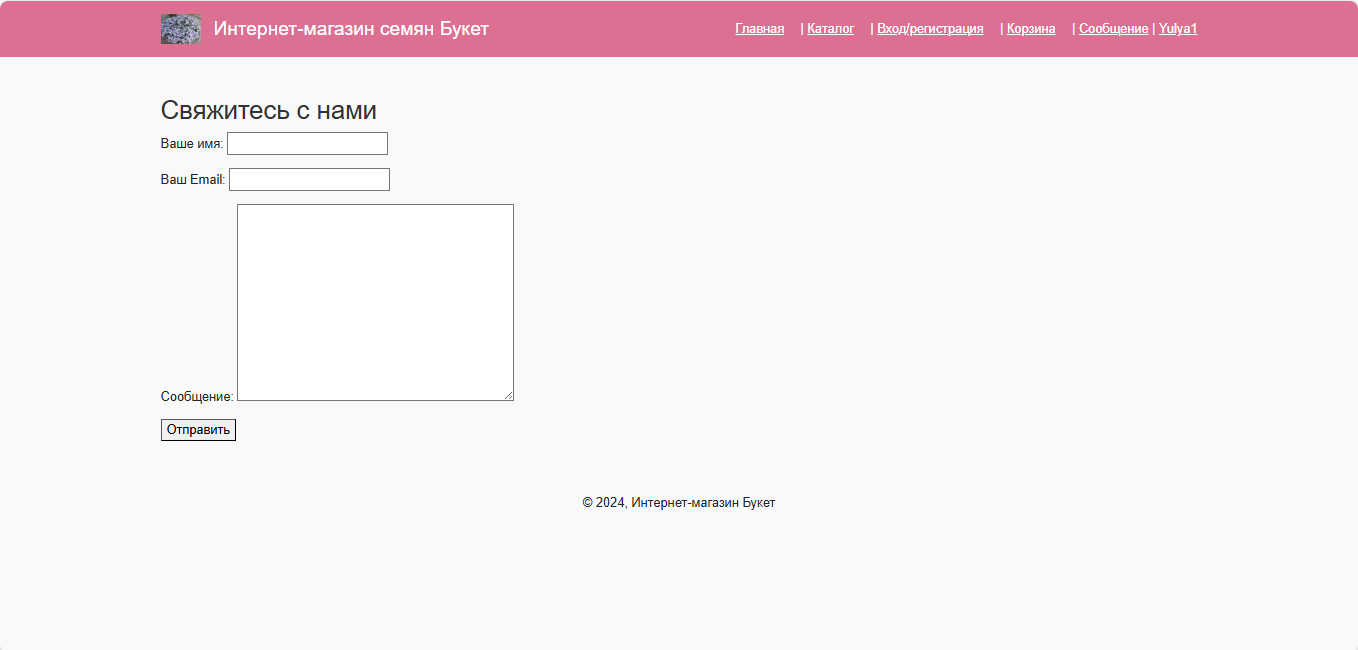 Интернет-магазин семян Букет
Главная | Каталог | Вход/регистрация | Корзина | Сообщение | Yulya1
Свяжитесь с нами
Ваше имя:
Ваш Email:
Сообщение:
Отправить
© 2024, Интернет-магазин Букет